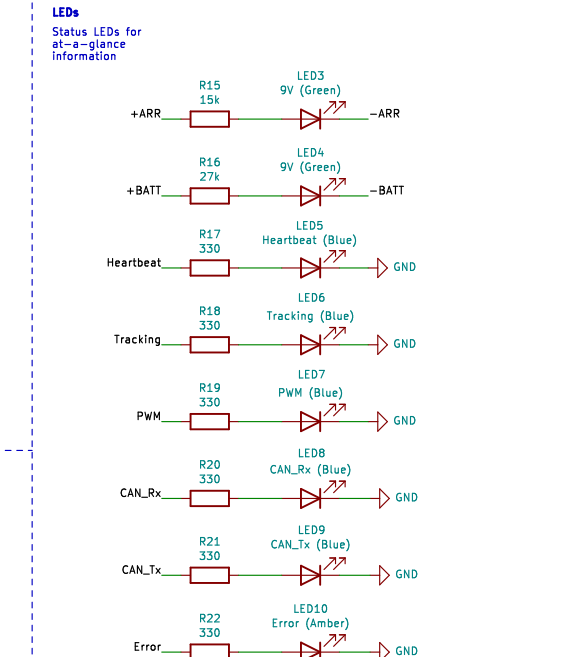 LEDs
Status LEDs for
at-a-glance
information
LED3
9V (Green)
R15
15k
+ARR
-ARR
LED4
9V (Green)
R16
27k
+BATT
-BATT
LED5
Heartbeat (Blue)
R17
330
Heartbeat
GND
LED6
Tracking (Blue)
R18
330
Tracking
GND
LED7
PWM (Blue)
R19
330
PWM
GND
LED8
CAN_Rx (Blue)
R20
330
CAN_Rx
GND
LED9
CAN_Tx (Blue)
R21
330
CAN_Tx
GND
LED10
Error (Amber)
R22
330
Error
GND